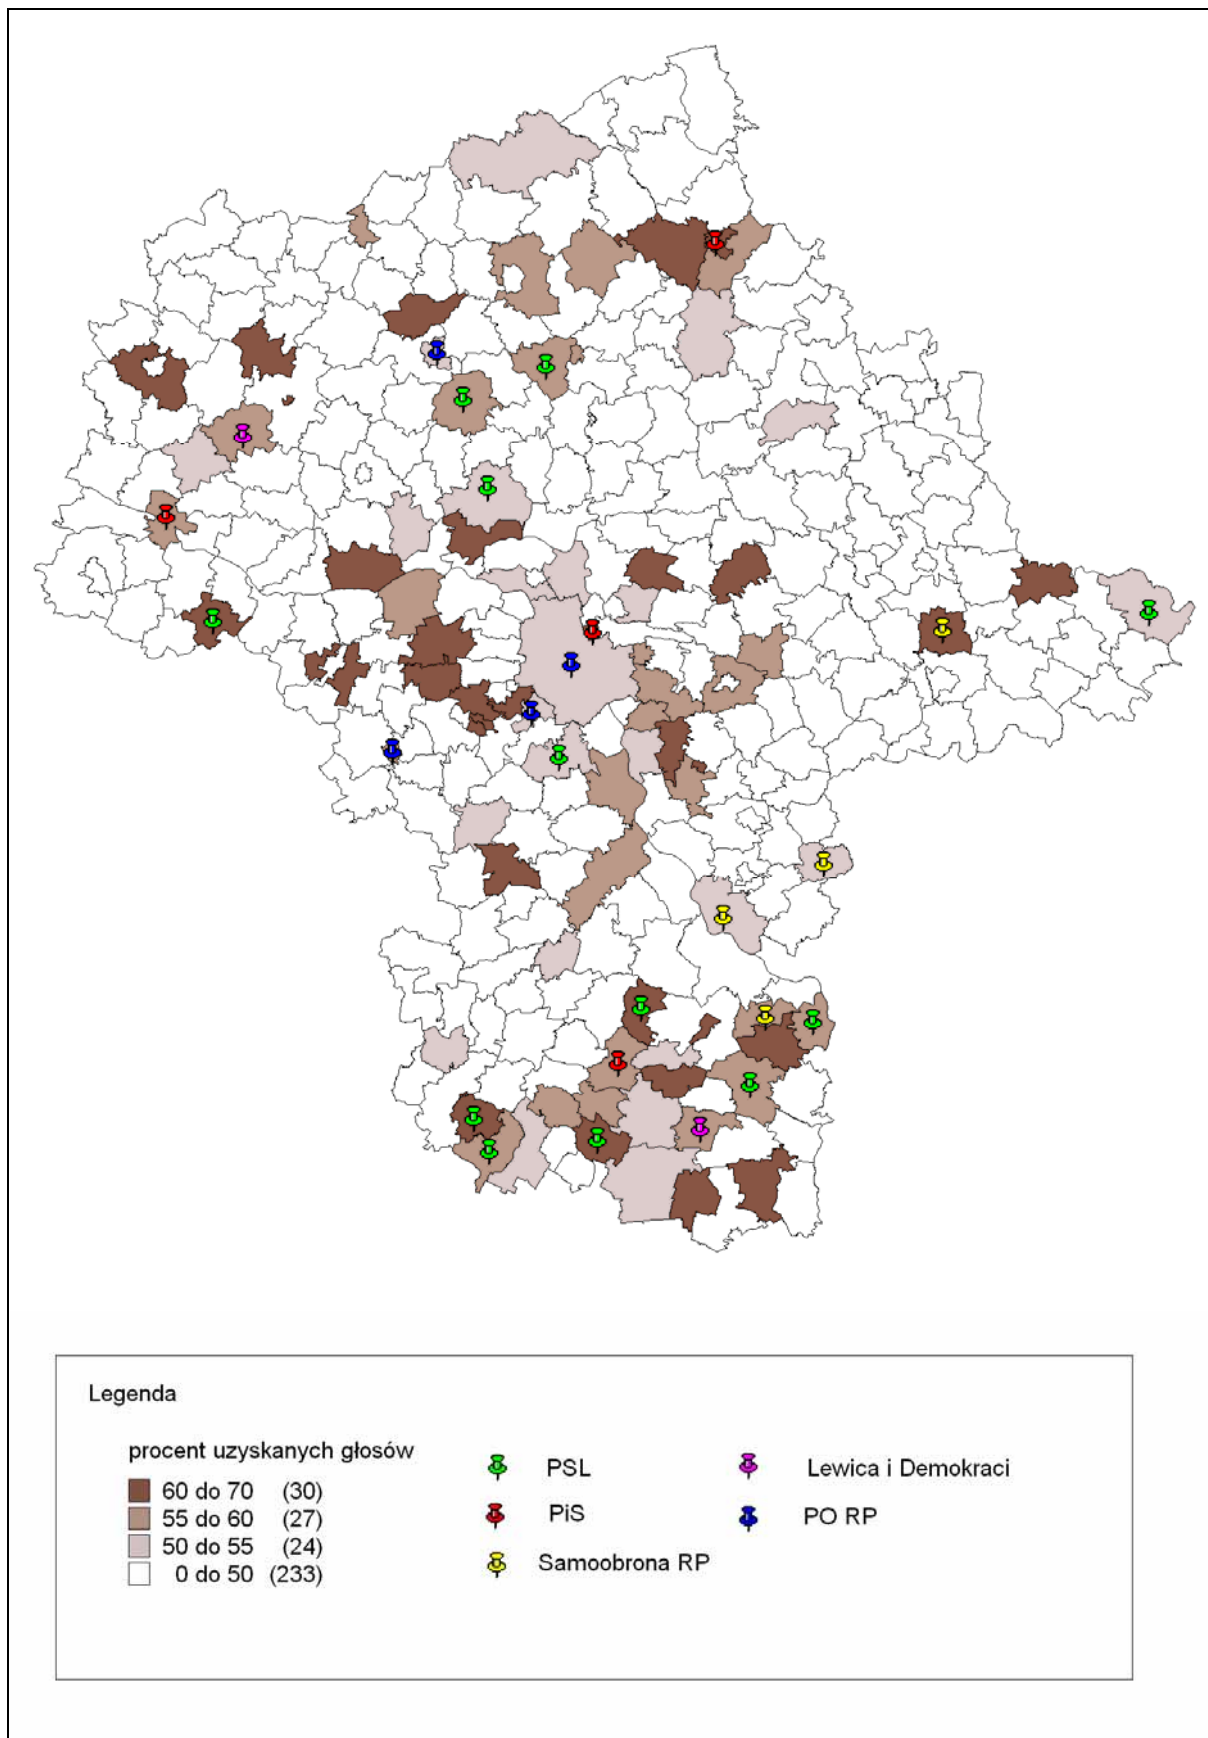 Legenda
procent uzyskanych głosów
60 do 70 (30)
55 do 60 (27)
50 do 55 (24)
0 do 50 (233)
PSL
PiS
Samoobrona RP
Lewica i Demokraci
PO RP